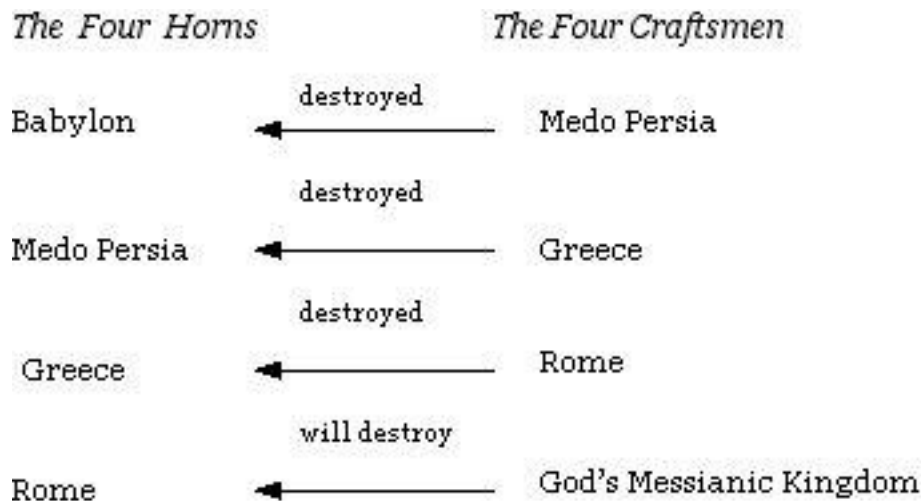 The Four Horns The Four Craftsmen
destroyed
Babylon Medo Persia
destroyed
Medo Persia Greece
destroyed
Greece Rome
will destroy
Rome God's Messianic Kingdom